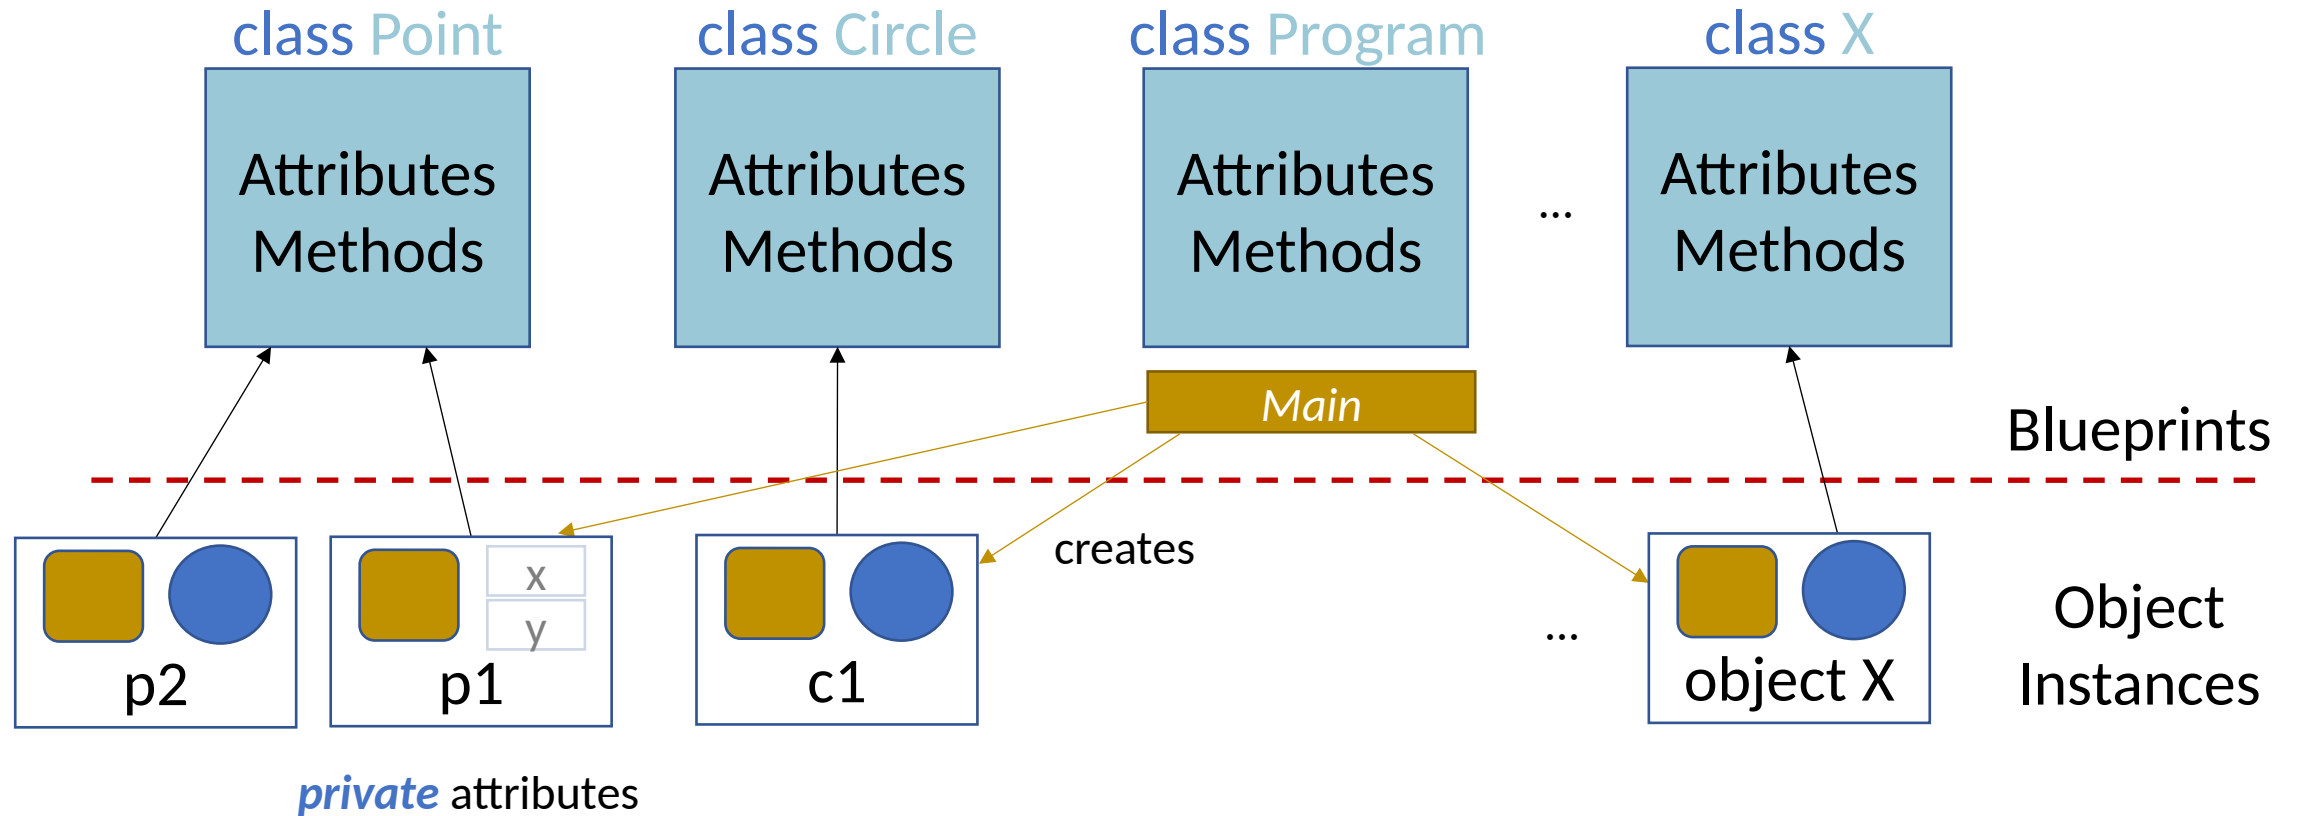 class Point
class Circle
class Program
class X
Attributes
Methods
Attributes
Methods
Attributes
Methods
...
Attributes
Methods
Main
Blueprints
creates
x
y
p2
p1
c1
...
object X
Object
Instances
private attributes